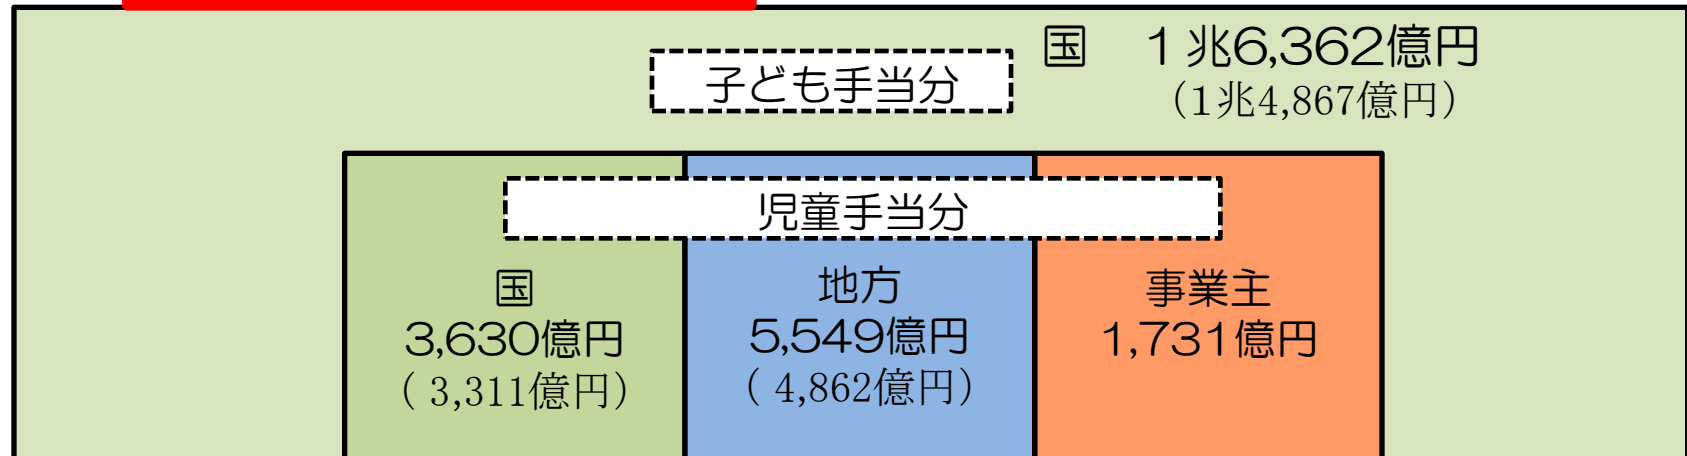 子ども手当分
国　1兆6,362億円
（1兆4,867億円）
児童手当分
国
3,630億円
（ 3,311億円）
地方
5,549億円
（ 4,862億円）
事業主
1,731億円